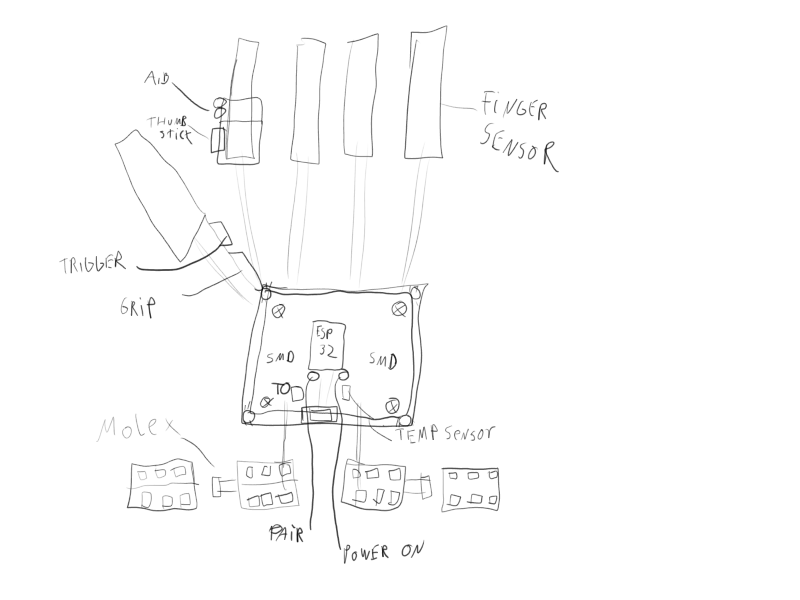 A,B
THUMB
STICK
FINGER
SENSOR
TRIGGER
GRIP
ESP
32
SMD
SMD
TO
MOLEX
TEMP SENSOR
PAIR
POWER ON